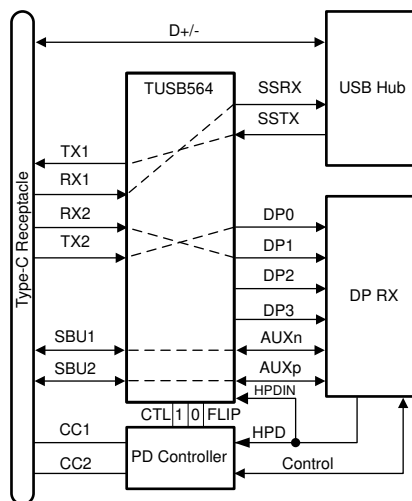 D+/-
TUSB564
USB Hub
SSRX
SSTX
TX1
RX1
RX2
TX2
DP0
DP1
DP2
DP3
DP RX
Type-C Receptacle
SBU1
SBU2
AUXn
AUXp
HPDIN
CTL 1 0 FLIP
HPD
CC1
CC2
PD Controller
Control